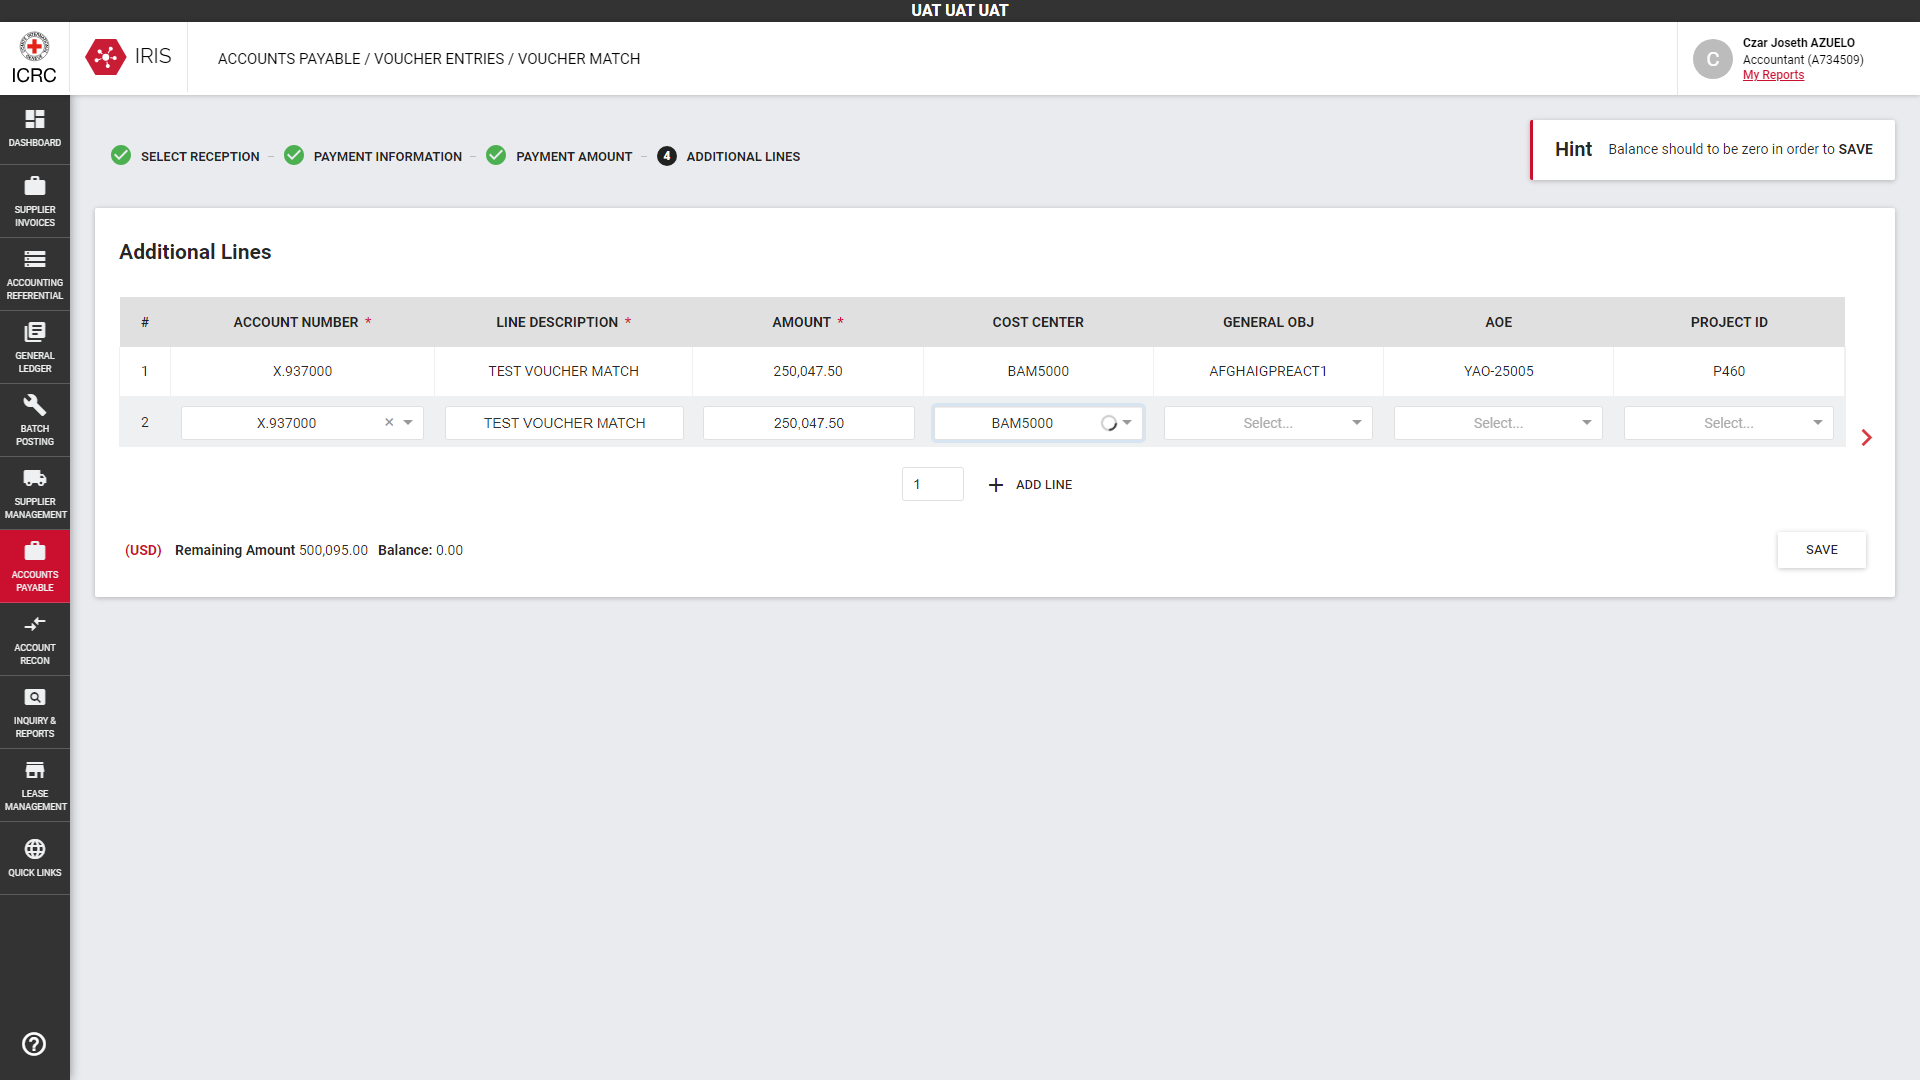 UAT UAT UAT
ICRC
IRIS
ACCOUNTS PAYABLE / VOUCHER ENTRIES / VOUCHER MATCH
C
Czar Joseth AZUELO
Accountant (A734509)
My Reports
DASHBOARD
SUPPLIER
INVOICES
ACCOUNTING
REFERENTIAL
GENERAL
LEDGER
BATCH
POSTING
SUPPLIER
MANAGEMENT
ACCOUNTS
PAYABLE
ACCOUNT
RECON
INQUIRY &
REPORTS
LEASE
MANAGEMENT
QUICK LINKS
SELECT RECEPTION – PAYMENT INFORMATION – PAYMENT AMOUNT – 4 ADDITIONAL LINES
Hint Balance should to be zero in order to SAVE
Additional Lines
# ACCOUNT NUMBER * LINE DESCRIPTION * AMOUNT * COST CENTER GENERAL OBJ AOE PROJECT ID
1 X.937000 TEST VOUCHER MATCH 250,047.50 BAM5000 AFGHAIGPREACT1 YAO-25005 P460
2 X.937000 × TEST VOUCHER MATCH 250,047.50 BAM5000 Select... Select... Select...
1 + ADD LINE
(USD) Remaining Amount 500,095.00 Balance: 0.00
SAVE